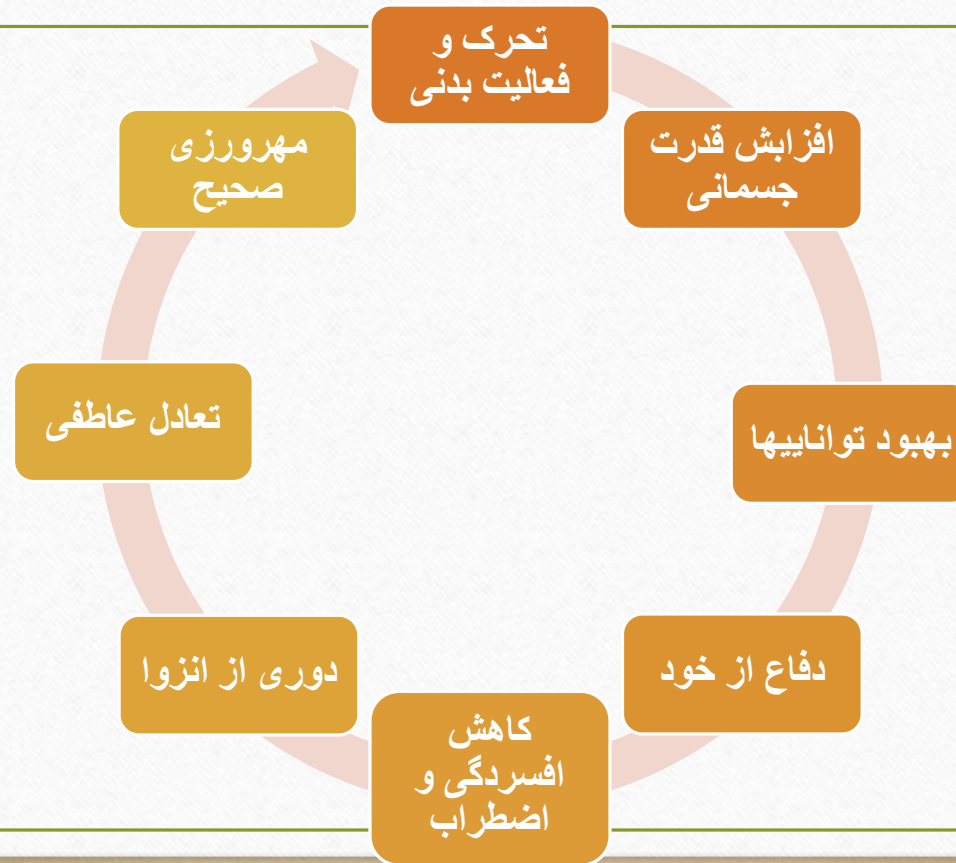 تحرک و
فعالیت بدنی
افزابش قدرت
جسمانی
بهبود تواناییها
دفاع از خود
کاهش
افسردگی و
اضطراب
دوری از انزوا
تعادل عاطفی
مهرورزی
صحیح